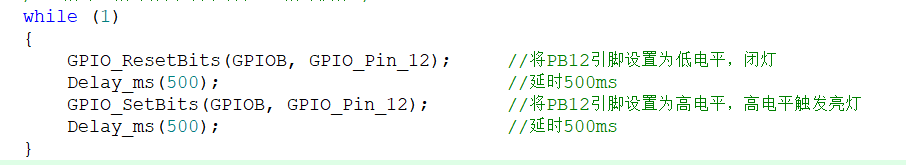 while (1)
{
GPIO_ResetBits(GPIOB, GPIO_Pin_12); //将PB12引脚设置为低电平，闭灯
Delay_ms(500); //延时500ms
GPIO_SetBits(GPIOB, GPIO_Pin_12); //将PB12引脚设置为高电平，高电平触发亮灯
Delay_ms(500); //延时500ms
}